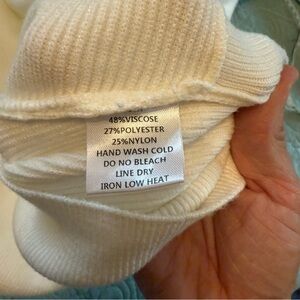 48%VISCOSE
27%POLYESTER
25%NYLON
HAND WASH COLD
DO NO BLEACH
LINE DRY
IRON LOW HEAT